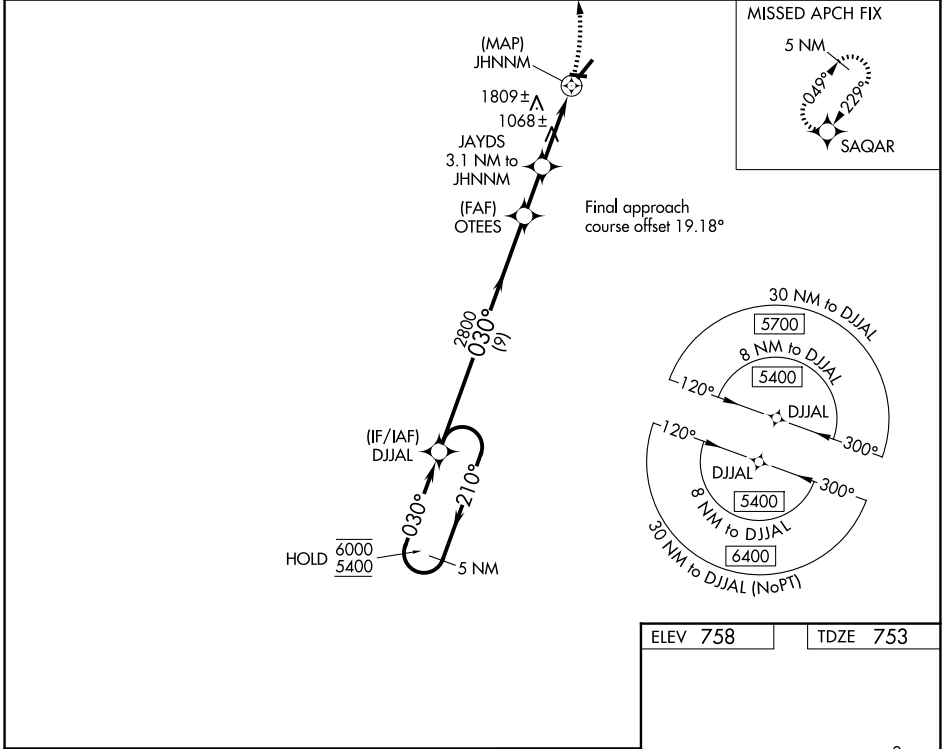 MISSED APCH FIX
5 NM
049°
229°
SAQAR
(MAP)
JHNNM
1809±
1068±
JAYDS
3.1 NM to
JHNNM
(FAF)
OTEES
Final approach
course offset 19.18°
2800
030°
(9)
(IF/IAF)
DJJAL
030°
210°
HOLD
6000
5400
5 NM
30 NM to DJJAL
5700
8 NM to DJJAL
5400
120°
DJJAL
300°
120°
DJJAL
300°
5400
8 NM to DJJAL
6400
30 NM to DJJAL (NoPT)
ELEV 758
TDZE 753